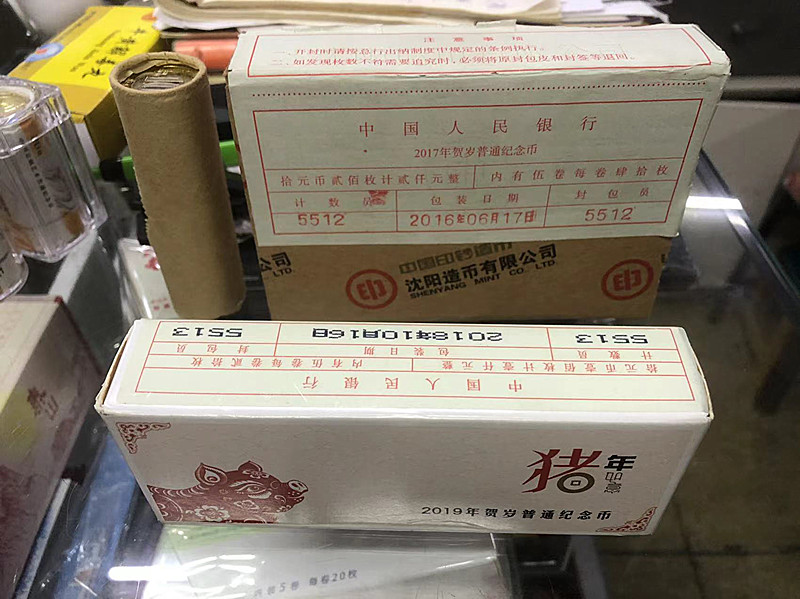 注意事项
一、开封时请按总行出纳制度中规定的条例执行。
二、如发现枚数不符需要追究时，必须将原封包皮和封签等退回。
中国人民银行
2017年贺岁普通纪念币
拾元币贰佰枚计贰仟元整 内有伍卷每卷肆拾枚
计数员 包装日期 封包员
5512 2016年06月17日 5512
中国印钞造币
沈阳造币有限公司
SHENYANG MINT CO. LTD.
公司
LTD.
中国人民银行
拾元币壹佰枚计壹仟元整 内有伍卷每卷贰拾枚
计数员 包装日期 封包员
5513 2018年10月16日 5513
猪年
2019年贺岁普通纪念币
内装5卷 每卷20枚